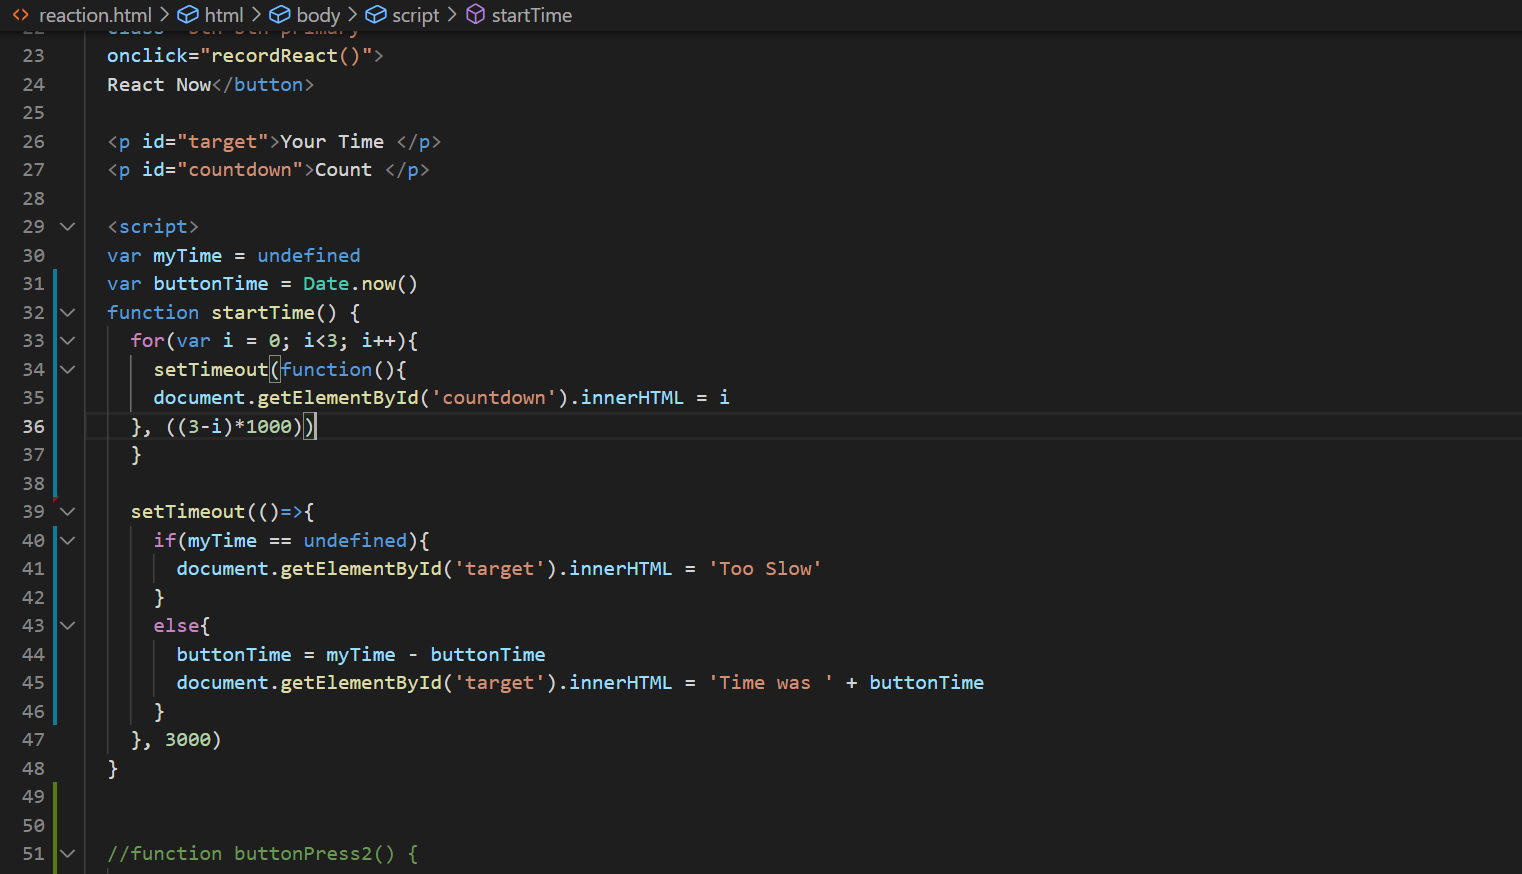 reaction.html > html > body > script > startTime
23 onclick="recordReact()">
24 React Now</button>
25
26 <p id="target">Your Time </p>
27 <p id="countdown">Count </p>
28
29 <script>
30 var myTime = undefined
31 var buttonTime = Date.now()
32 function startTime() {
33 for(var i = 0; i<3; i++){
34 setTimeout(function(){
35 document.getElementById('countdown').innerHTML = i
36 }, ((3-i)*1000))
37 }
38
39 setTimeout(()=>{
40 if(myTime == undefined){
41 document.getElementById('target').innerHTML = 'Too Slow'
42 }
43 else{
44 buttonTime = myTime - buttonTime
45 document.getElementById('target').innerHTML = 'Time was ' + buttonTime
46 }
47 }, 3000)
48 }
49
50
51 //function buttonPress2() {